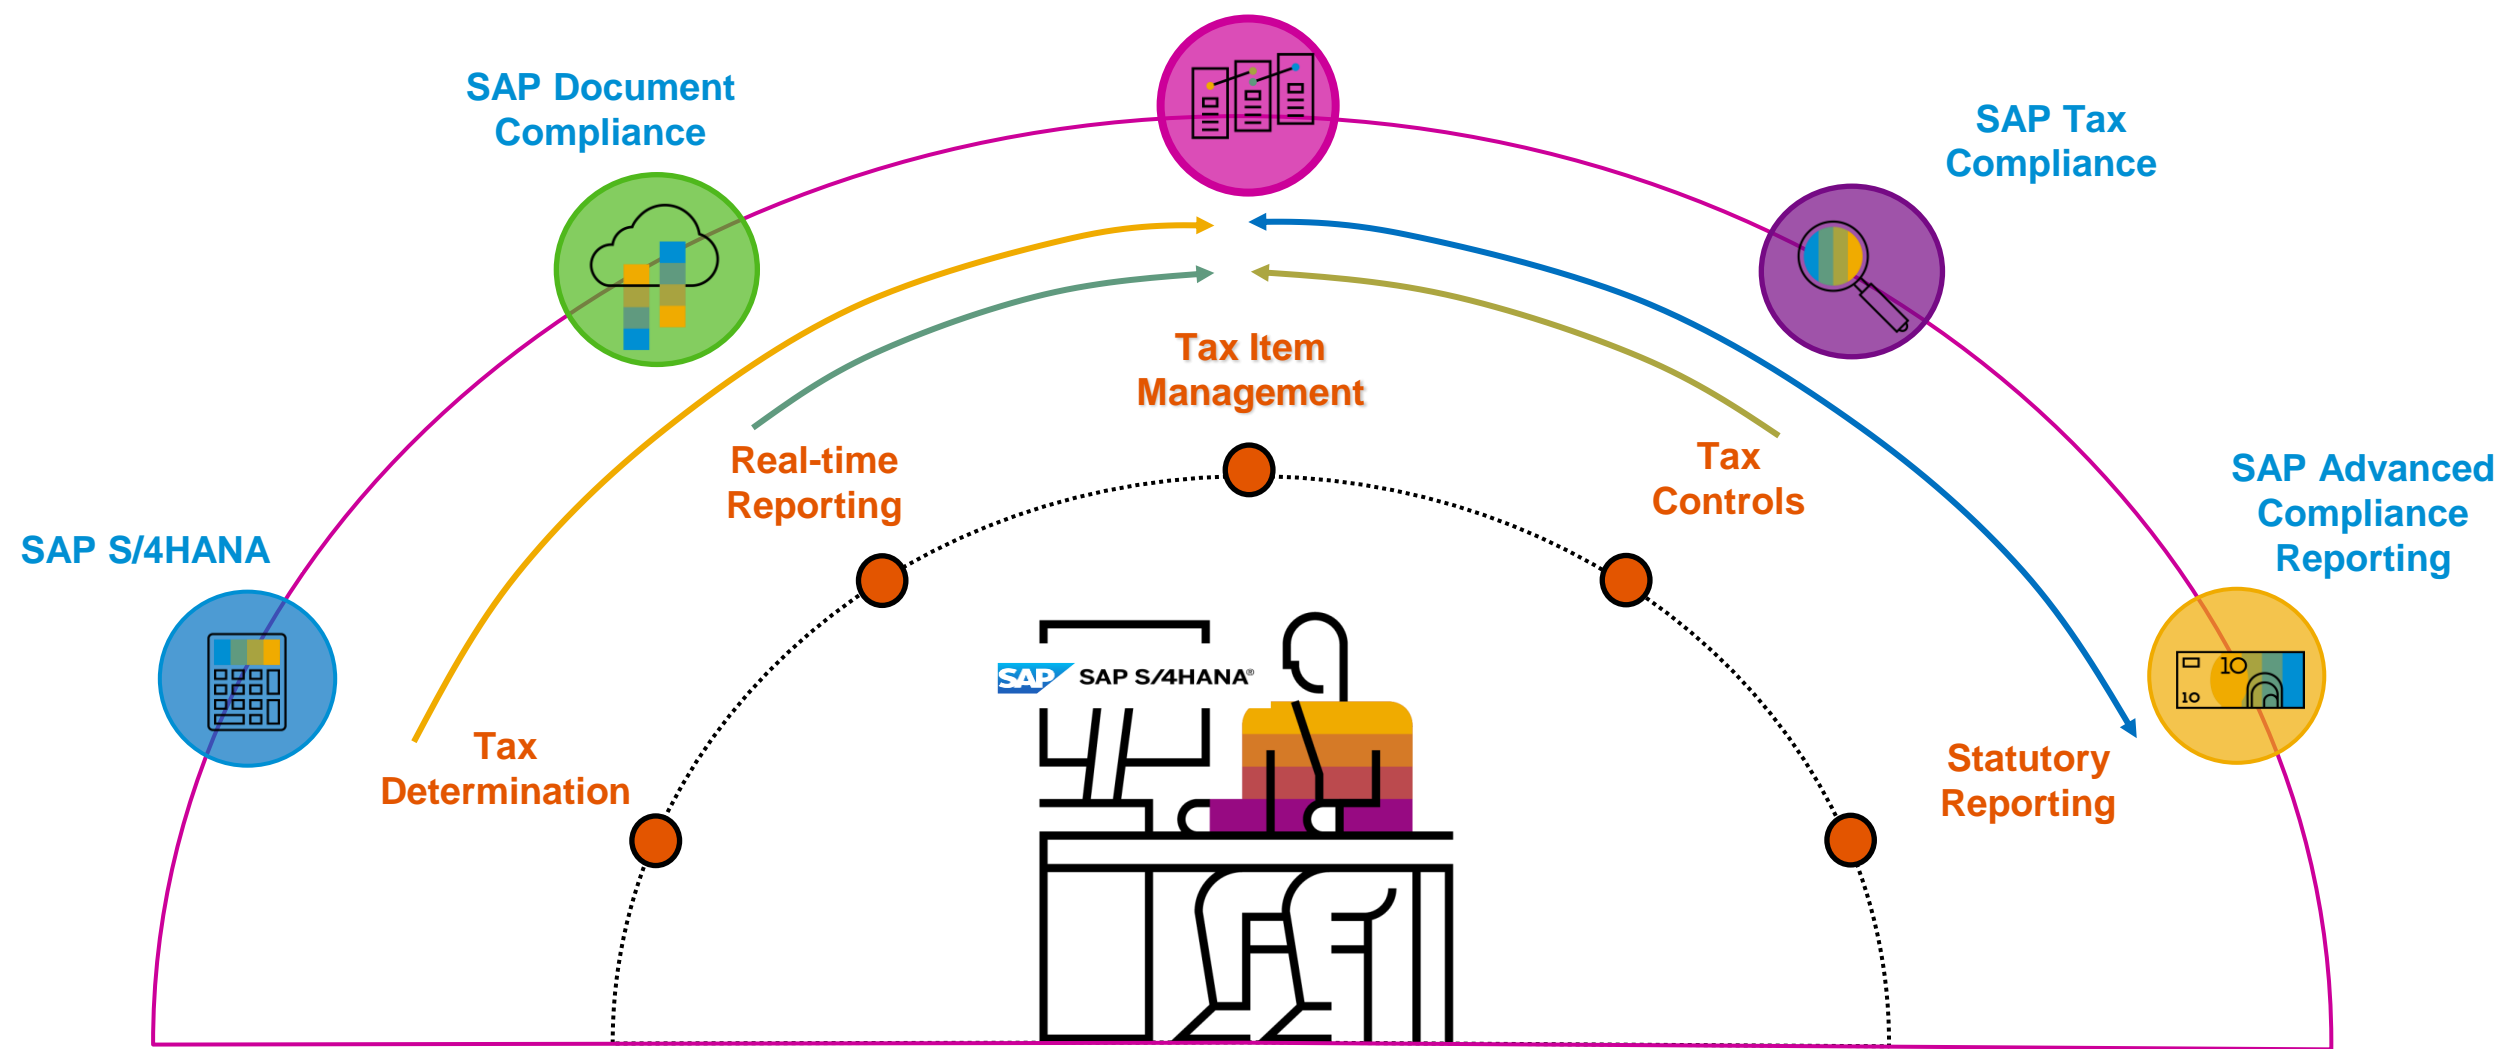 SAP Document
Compliance
SAP Tax
Compliance
Tax Item
Management
Real-time
Reporting
Tax
Controls
SAP Advanced
Compliance
Reporting
SAP S/4HANA
10
10
SAP SAP S/4HANA®
Tax
Determination
Statutory
Reporting